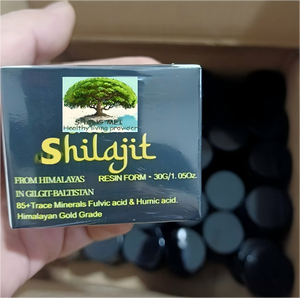 Healthy living provider
Shilajit
FROM HIMALAYAS RESIN FORM • 30G/1.05Oz.
IN GILGIT-BALTISTAN
85+Trace Minerals Fulvic acid & Humic acid.
Himalayan Gold Grade